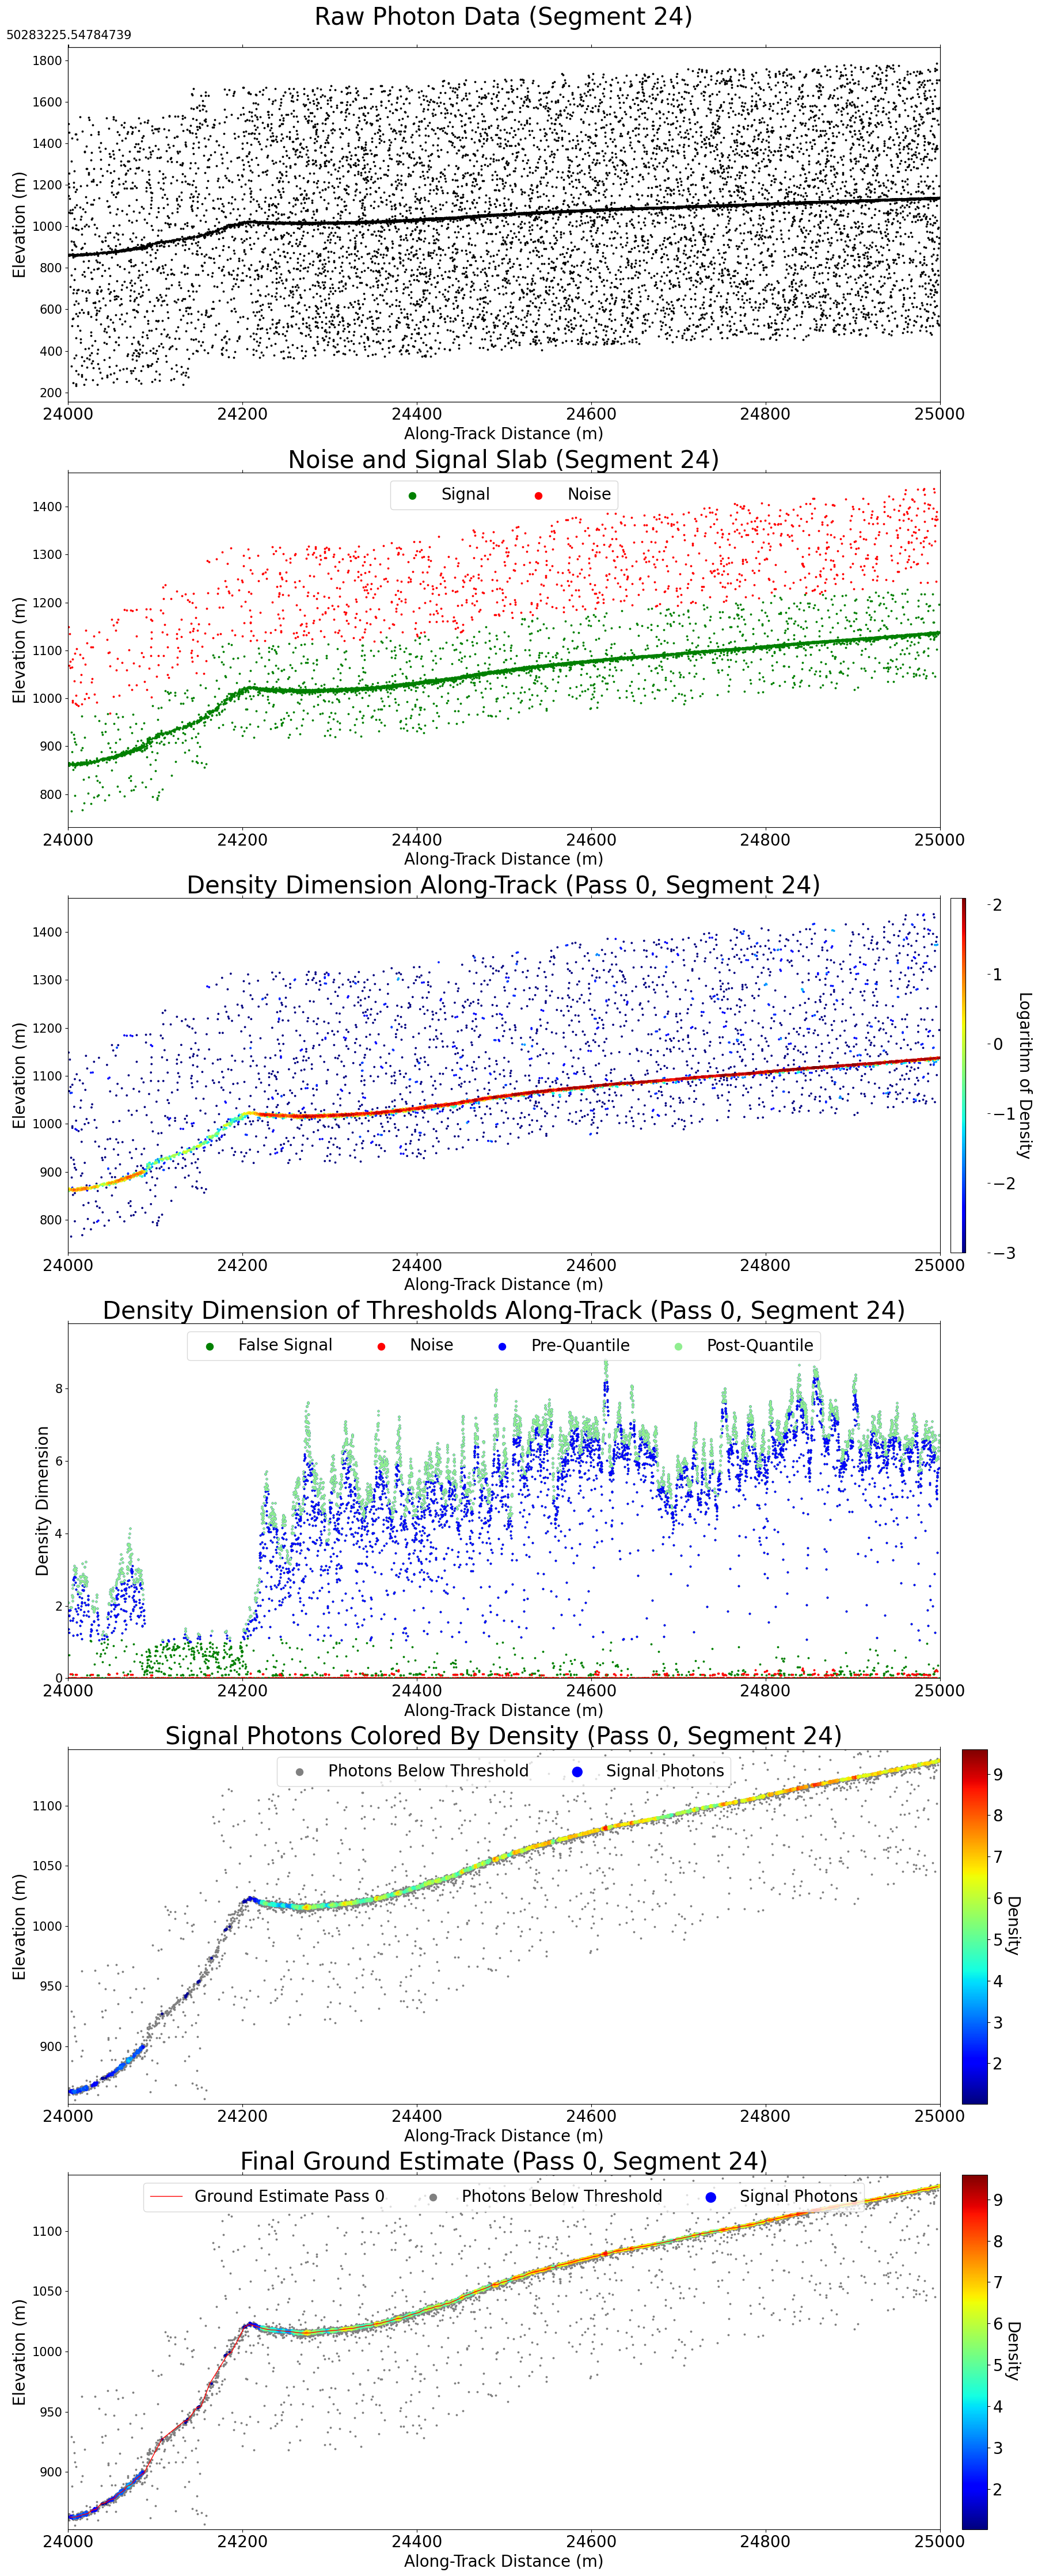 Raw Photon Data (Segment 24)
50283225.54784739
1800
1600
1400
1200
1000
800
600
400
200
Elevation (m)
24000 24200 24400 24600 24800 25000
Along-Track Distance (m)
Noise and Signal Slab (Segment 24)
Signal Noise
1400
1300
1200
1100
1000
900
800
Elevation (m)
24000 24200 24400 24600 24800 25000
Along-Track Distance (m)
Density Dimension Along-Track (Pass 0, Segment 24)
1400
1300
1200
1100
1000
900
800
Elevation (m)
24000 24200 24400 24600 24800 25000
Along-Track Distance (m)
2
1
0
−1
−2
−3
Logarithm of Density
Density Dimension of Thresholds Along-Track (Pass 0, Segment 24)
False Signal Noise Pre-Quantile Post-Quantile
8
6
4
2
0
Density Dimension
24000 24200 24400 24600 24800 25000
Along-Track Distance (m)
Signal Photons Colored By Density (Pass 0, Segment 24)
Photons Below Threshold Signal Photons
1100
1050
1000
950
900
Elevation (m)
24000 24200 24400 24600 24800 25000
Along-Track Distance (m)
9
8
7
6
5
4
3
2
Density
Final Ground Estimate (Pass 0, Segment 24)
Ground Estimate Pass 0 Photons Below Threshold Signal Photons
1100
1050
1000
950
900
Elevation (m)
24000 24200 24400 24600 24800 25000
Along-Track Distance (m)
9
8
7
6
5
4
3
2
Density